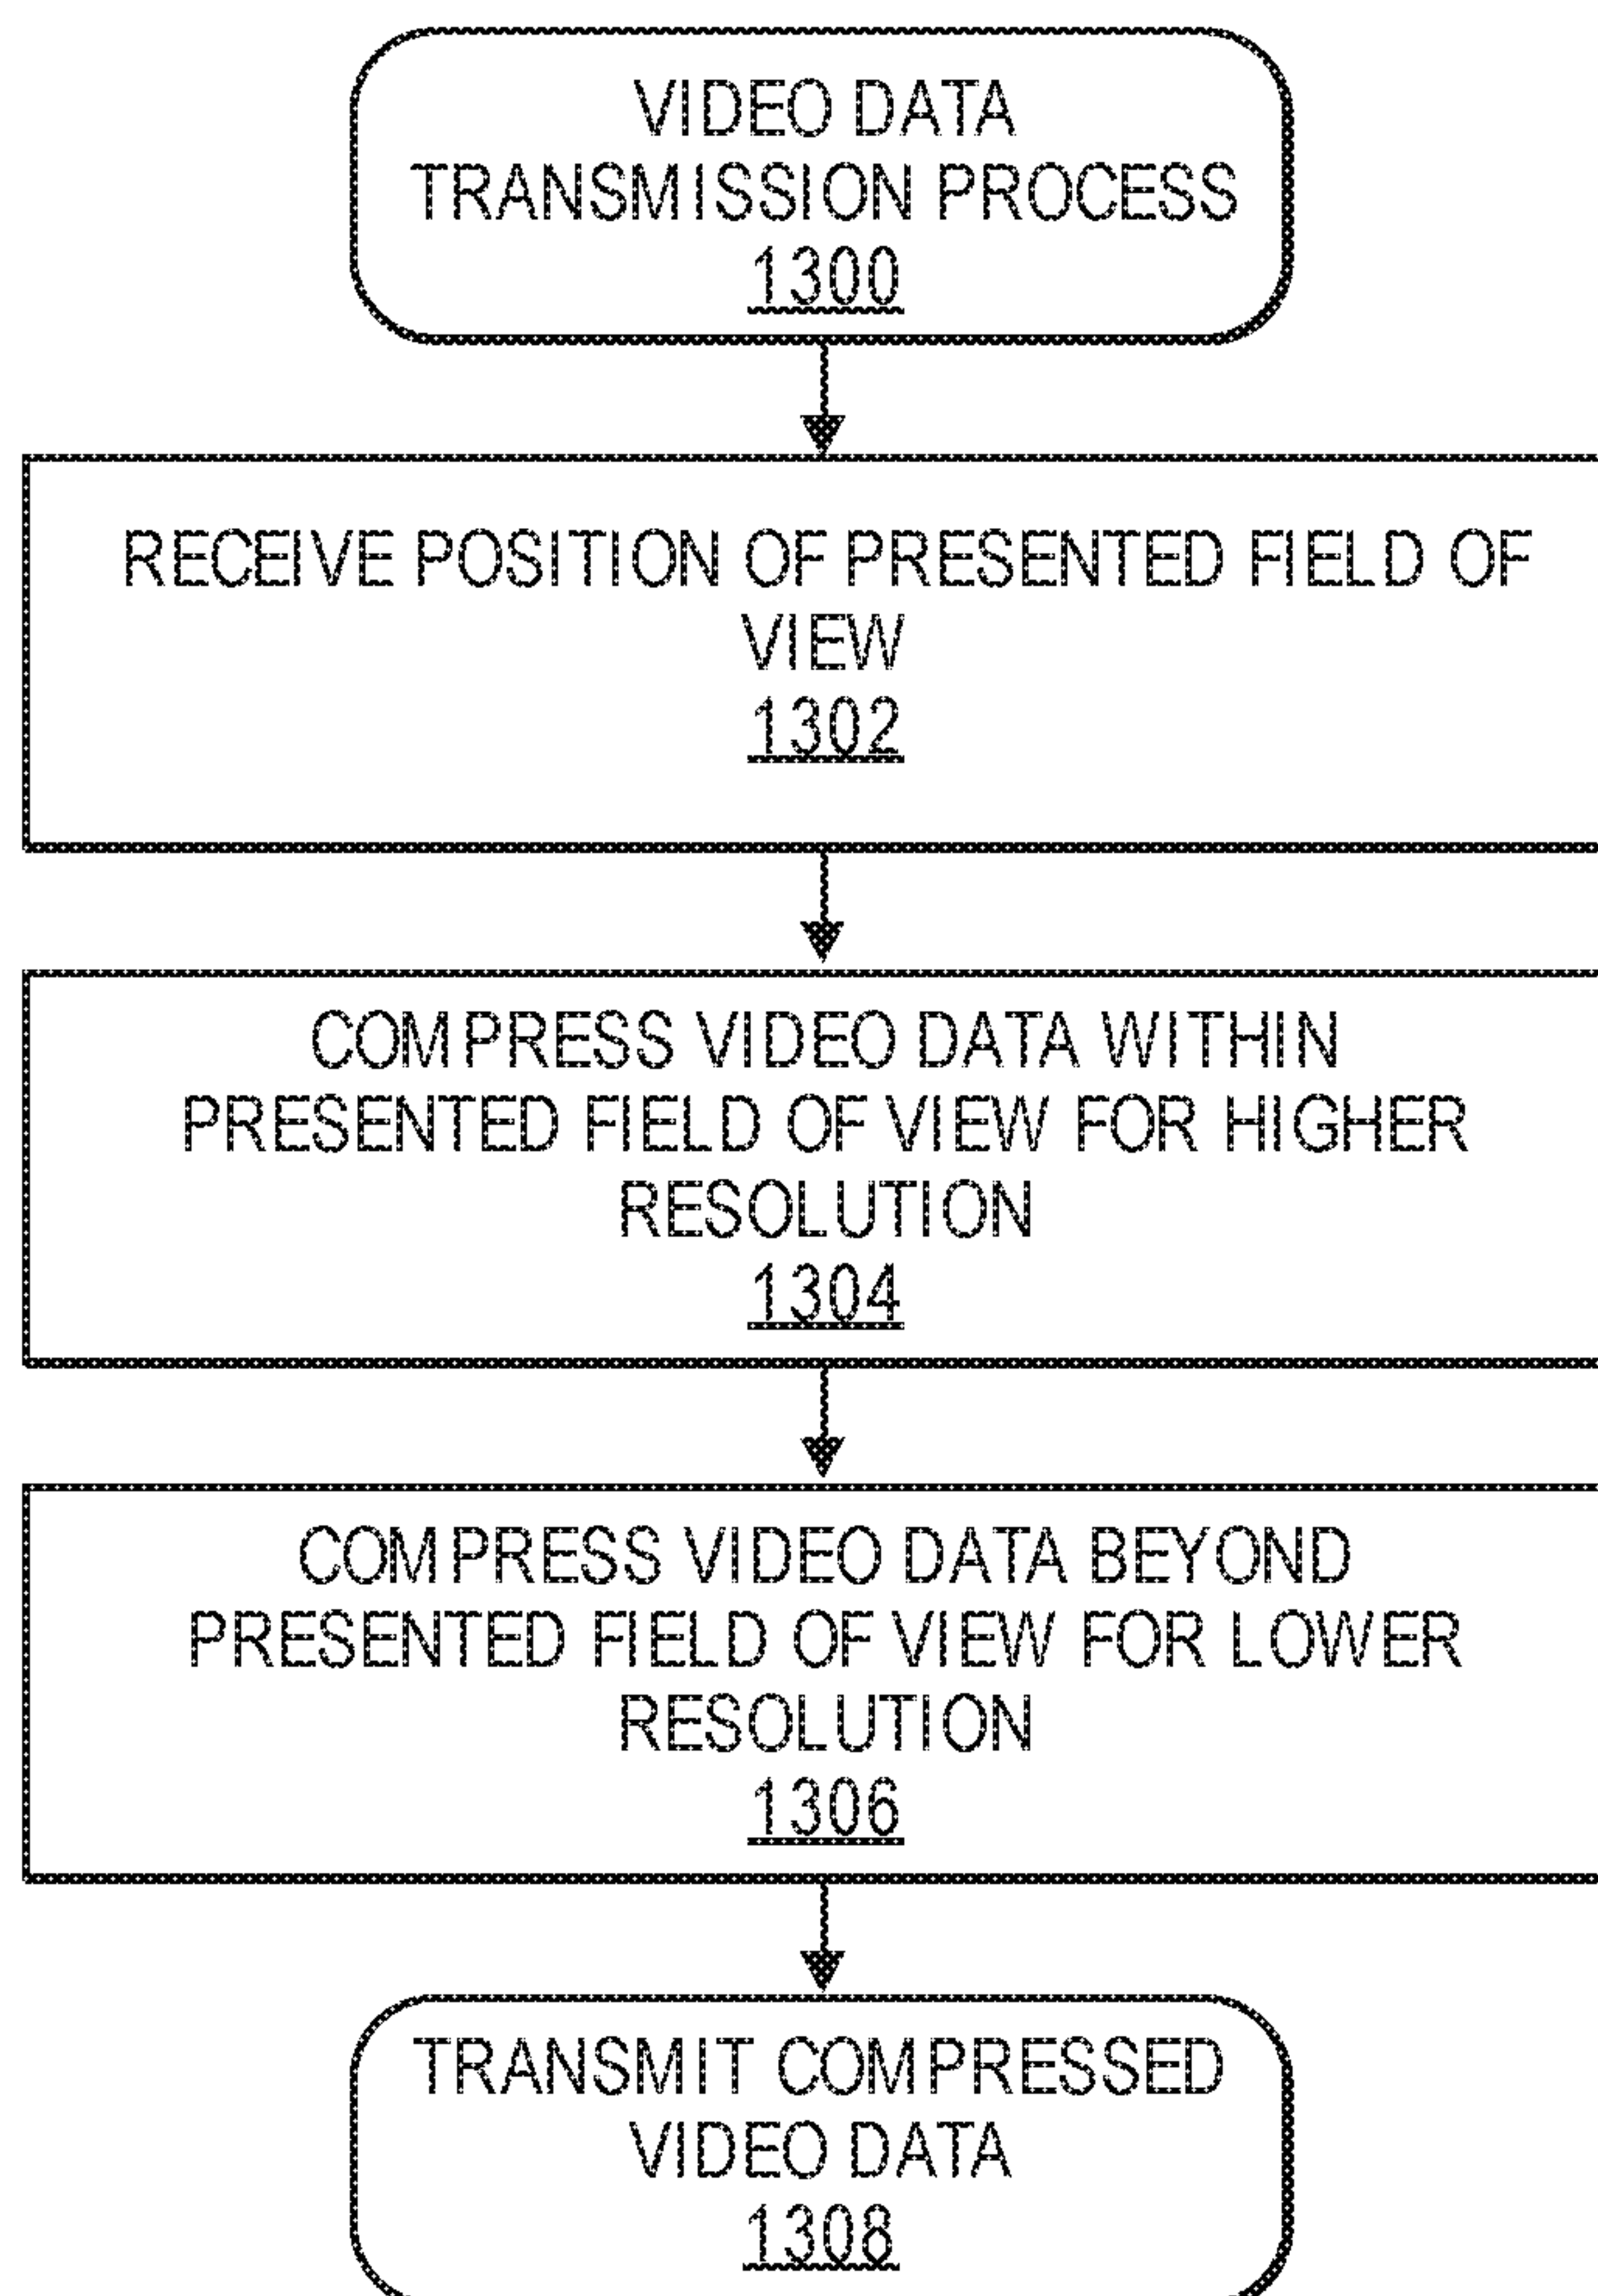 VIDEO DATA
TRANSMISSION PROCESS
1300
RECEIVE POSITION OF PRESENTED FIELD OF
VIEW
1302
COMPRESS VIDEO DATA WITHIN
PRESENTED FIELD OF VIEW FOR HIGHER
RESOLUTION
1304
COMPRESS VIDEO DATA BEYOND
PRESENTED FIELD OF VIEW FOR LOWER
RESOLUTION
1306
TRANSMIT COMPRESSED
VIDEO DATA
1308